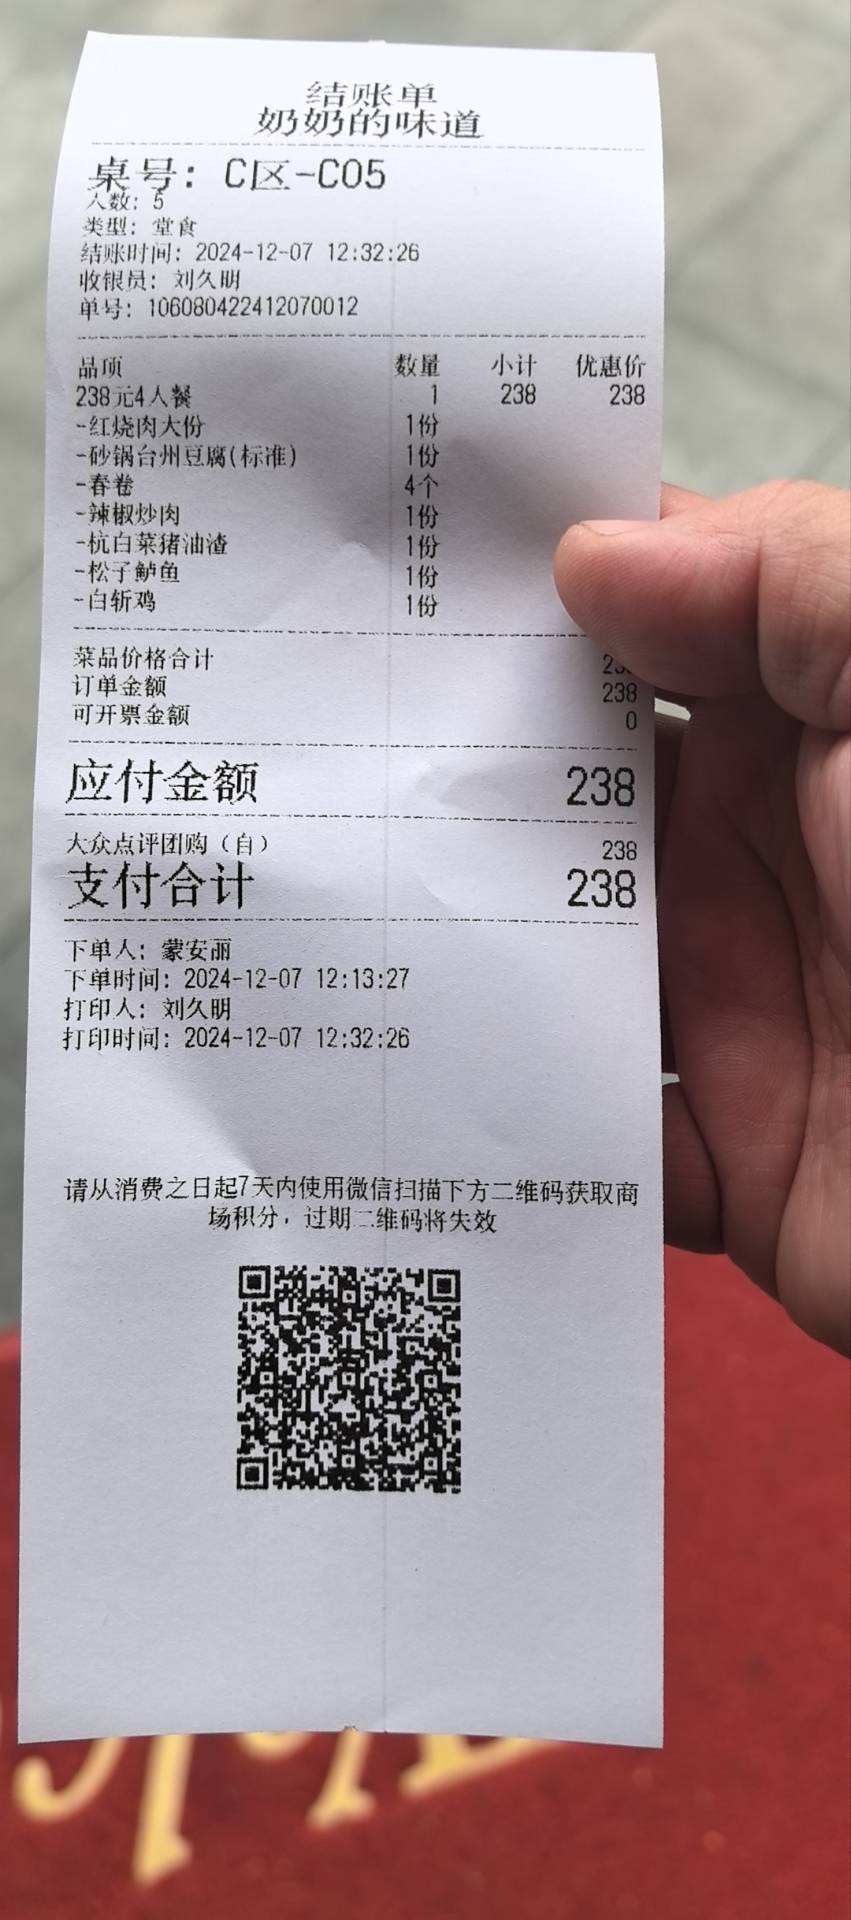 结账单
奶奶的味道
桌号: C区-C05
人数: 5
类型: 堂食
结账时间: 2024-12-07 12:32:26
收银员: 刘久明
单号: 106080422412070012
品项 数量 小计 优惠价
238元4人餐 1 238 238
-红烧肉大份 1份
-砂锅台州豆腐(标准) 1份
-春卷 4个
-辣椒炒肉 1份
-杭白菜猪油渣 1份
-松子鲈鱼 1份
-白斩鸡 1份
菜品价格合计
订单金额 238
可开票金额 0
应付金额 238
大众点评团购（自） 238
支付合计 238
下单人: 蒙安丽
下单时间: 2024-12-07 12:13:27
打印人: 刘久明
打印时间: 2024-12-07 12:32:26
请从消费之日起7天内使用微信扫描下方二维码获取商
场积分，过期二维码将失效